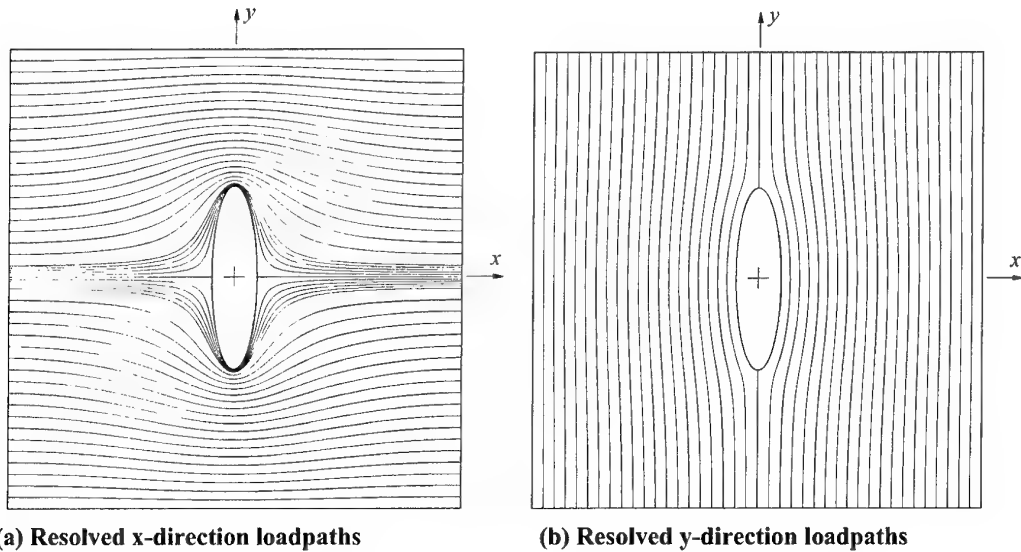 y
y
x
x
(a) Resolved x-direction loadpaths
(b) Resolved y-direction loadpaths